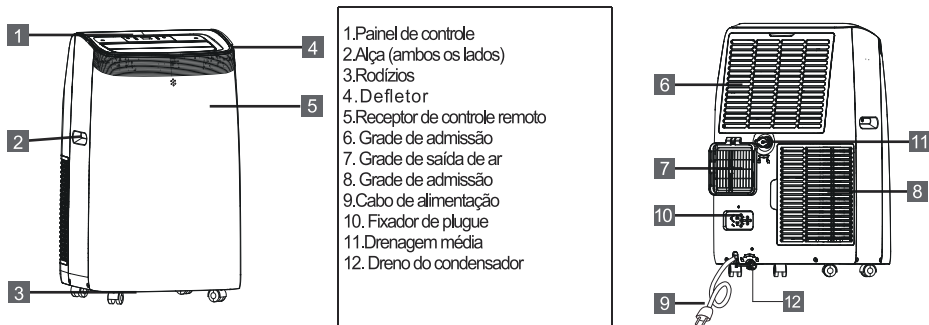 1
2
3
4
5
1.Painel de controle
2.Alça (ambos os lados)
3.Rodízios
4.Defletor
5.Receptor de controle remoto
6. Grade de admissão
7. Grade de saída de ar
8. Grade de admissão
9.Cabo de alimentação
10. Fixador de plugue
11.Drenagem média
12. Dreno do condensador
6
7
10
9
11
8
12